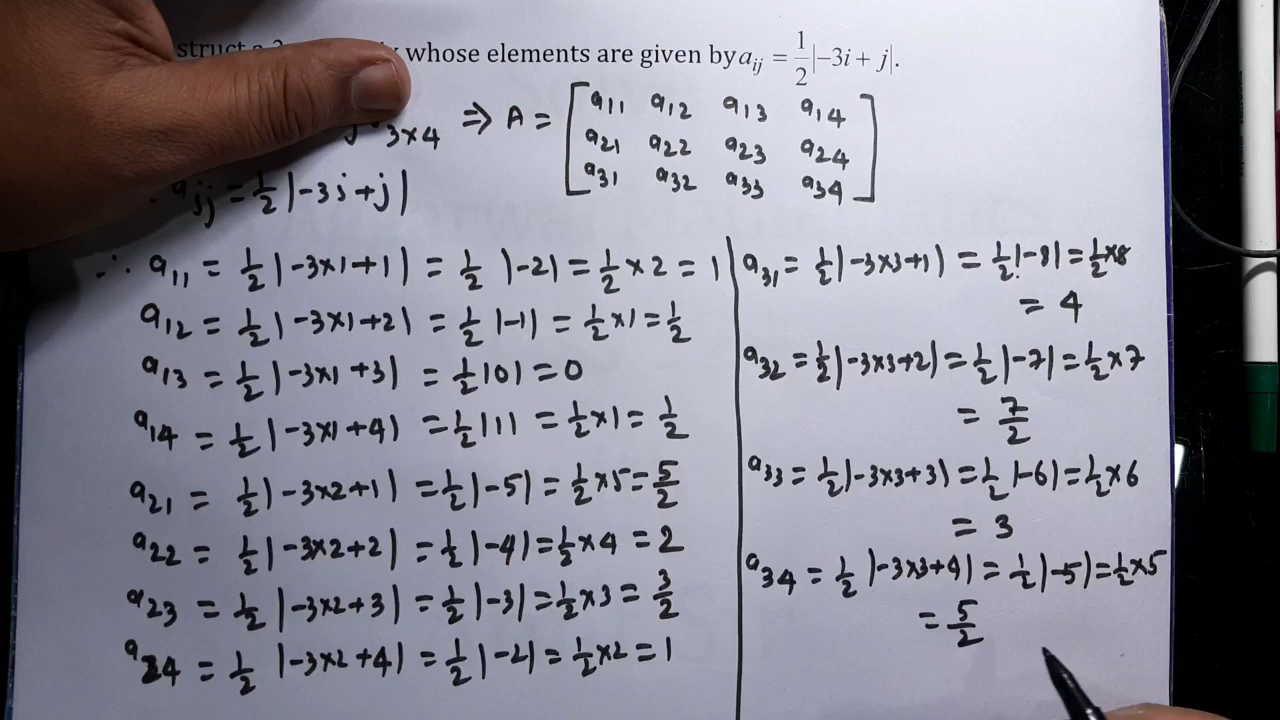 struct a 3 whose elements are given by a_ij = 1/2 |−3i + j|.
3×4 ⇒ A = [a11 a12 a13 a14
a21 a22 a23 a24
a31 a32 a33 a34]
aij = 1/2 |-3i+j|
∴ a11 = 1/2 |-3×1+1| = 1/2 |-2| = 1/2 × 2 = 1
a12 = 1/2 |-3×1+2| = 1/2 |-1| = 1/2 ×1 = 1/2
a13 = 1/2 |-3×1+3| = 1/2 |0| = 0
a14 = 1/2 |-3×1+4| = 1/2 |1| = 1/2 ×1 = 1/2
a21 = 1/2 |-3×2+1| = 1/2 |-5| = 1/2 ×5 = 5/2
a22 = 1/2 |-3×2+2| = 1/2 |-4| = 1/2 ×4 = 2
a23 = 1/2 |-3×2+3| = 1/2 |-3| = 1/2 ×3 = 3/2
a24 = 1/2 |-3×2+4| = 1/2 |-2| = 1/2 ×2 = 1
a31 = 1/2 |-3×3+1| = 1/2 |-8| = 1/2 ×8
= 4
a32 = 1/2 |-3×3+2| = 1/2 |-7| = 1/2 ×7
= 7/2
a33 = 1/2 |-3×3+3| = 1/2 |-6| = 1/2 ×6
= 3
a34 = 1/2 |-3×3+4| = 1/2 |-5| = 1/2 ×5
= 5/2